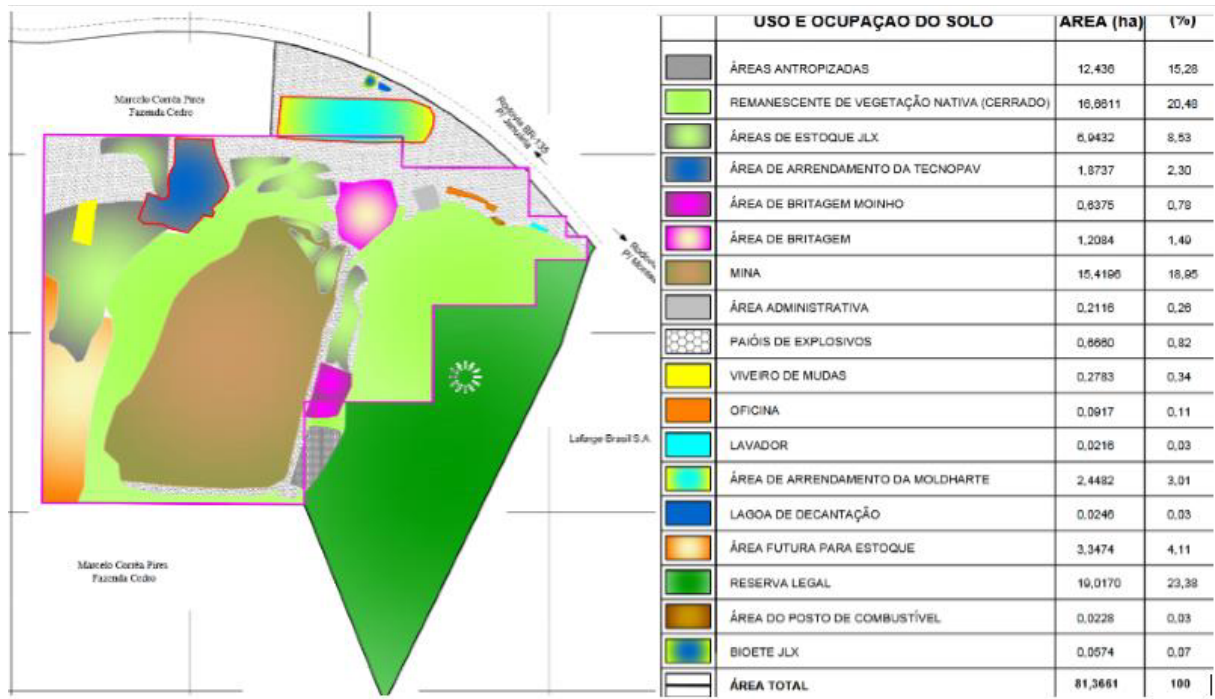 Marcelo Corrêa Pires
Fazenda Cedro
Rodovia BR-135
P/ Januária
P/
Lafarge Brasil S.A
Marcelo Corrêa Pires
Fazenda Cedro
USO E OCUPAÇÃO DO SOLO ÁREA (ha) (%)
ÁREAS ANTROPIZADAS 12,436 15,28
REMANESCENTE DE VEGETAÇÃO NATIVA (CERRADO) 16,6611 20,48
ÁREAS DE ESTOQUE JLX 6,9432 8,53
ÁREA DE ARRENDAMENTO DA TECNOPAV 1,8737 2,30
ÁREA DE BRITAGEM MOINHO 0,6375 0,78
ÁREA DE BRITAGEM 1,2084 1,49
MINA 15,4196 18,95
ÁREA ADMINISTRATIVA 0,2116 0,26
PAIÓIS DE EXPLOSIVOS 0,6660 0,82
VIVEIRO DE MUDAS 0,2783 0,34
OFICINA 0,0917 0,11
LAVADOR 0,0216 0,03
ÁREA DE ARRENDAMENTO DA MOLDHARTE 2,4482 3,01
LAGOA DE DECANTAÇÃO 0,0246 0,03
ÁREA FUTURA PARA ESTOQUE 3,3474 4,11
RESERVA LEGAL 19,0170 23,38
ÁREA DO POSTO DE COMBUSTÍVEL 0,0228 0,03
BIOETE JLX 0,0574 0,07
ÁREA TOTAL 81,3661 100